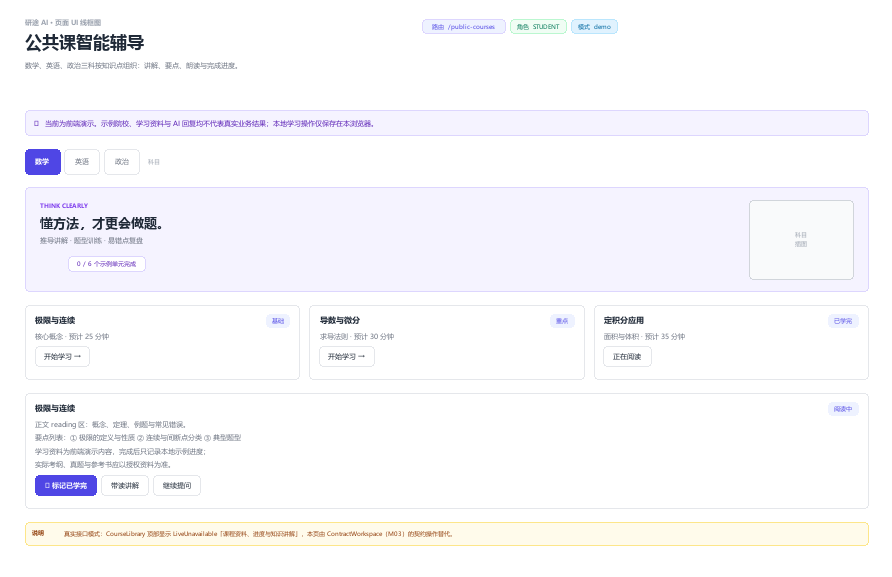 研途 AI · 页面 UI 线框图
公共课智能辅导
数学、英语、政治三科按知识点组织：讲解、要点、朗读与完成进度。
路由 /public-courses
角色 STUDENT
模式 demo
当前为前端演示。示例院校、学习资料与 AI 回复均不代表真实业务结果；本地学习操作仅保存在本浏览器。
数学
英语
政治
科目
THINK CLEARLY
懂方法，才更会做题。
推导讲解 · 题型训练 · 易错点复盘
0 / 6 个示例单元完成
科目
插图
极限与连续
基础
核心概念 · 预计 25 分钟
开始学习 →
导数与微分
重点
求导法则 · 预计 30 分钟
开始学习 →
定积分应用
已学完
面积与体积 · 预计 35 分钟
正在阅读
极限与连续
阅读中
正文 reading 区：概念、定理、例题与常见错误。
要点列表：① 极限的定义与性质 ② 连续与间断点分类 ③ 典型题型
学习资料为前端演示内容，完成后只记录本地示例进度；
实际考纲、真题与参考书应以授权资料为准。
标记已学完
带读讲解
继续提问
说明
真实接口模式：CourseLibrary 顶部显示 LiveUnavailable「课程资料、进度与知识讲解」，本页由 ContractWorkspace（M03）的契约操作替代。